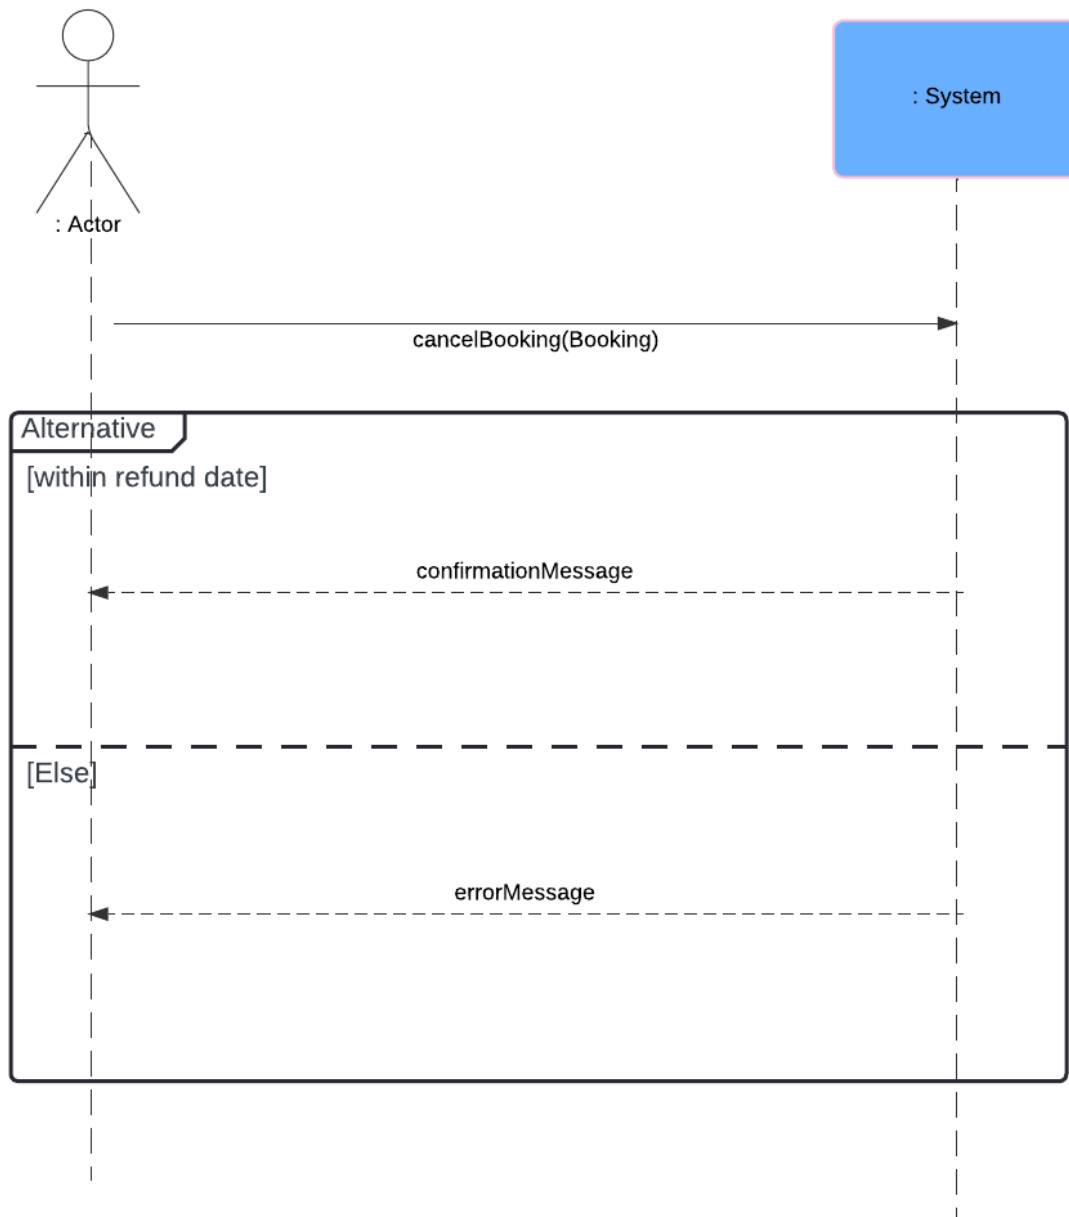 : System
: Actor
cancelBooking(Booking)
Alternative
[within refund date]
confirmationMessage
[Else]
errorMessage